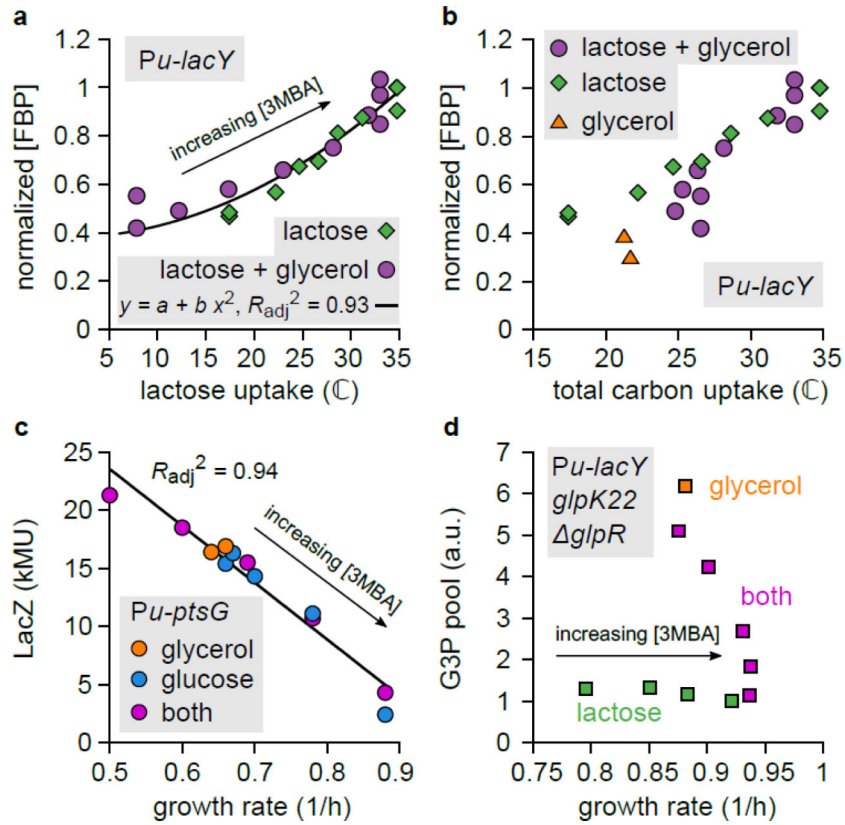 a
1.2
1
0.8
0.6
0.4
0.2
0
normalized [FBP]
Pu-lacY
increasing [3MBA]
lactose
lactose + glycerol
y = a + b x², R_adj² = 0.93
5 10 15 20 25 30 35
lactose uptake (ℂ)
b
1.2
1
0.8
0.6
0.4
0.2
0
normalized [FBP]
lactose + glycerol
lactose
glycerol
Pu-lacY
15 20 25 30 35
total carbon uptake (ℂ)
c
25
20
15
10
5
0
LacZ (kMU)
R_adj² = 0.94
increasing [3MBA]
Pu-ptsG
glycerol
glucose
both
0.5 0.6 0.7 0.8 0.9
growth rate (1/h)
d
7
6
5
4
3
2
1
0
G3P pool (a.u.)
Pu-lacY
glpK22
ΔglpR
glycerol
both
increasing [3MBA]
lactose
0.75 0.8 0.85 0.9 0.95 1
growth rate (1/h)